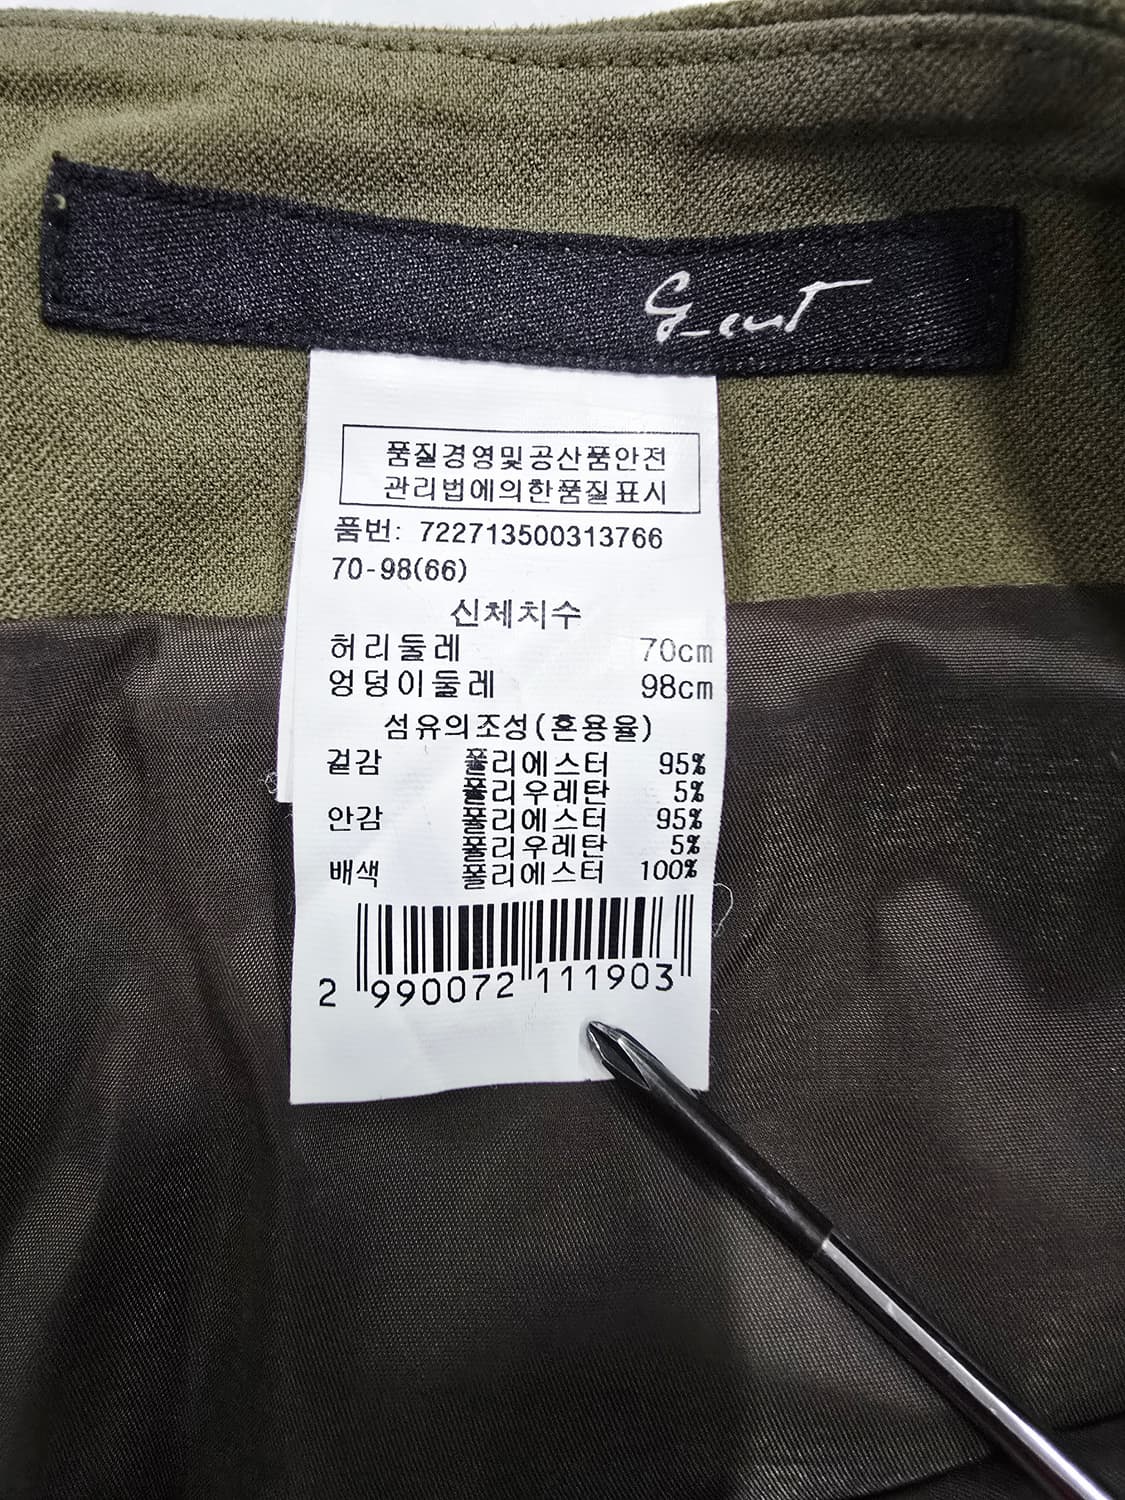 G_cut
품질경영및공산품안전
관리법에의한품질표시
품번: 722713500313766
70-98(66)
신체치수
허리둘레 70cm
엉덩이둘레 98cm
섬유의조성(혼용율)
겉감 폴리에스터 95%
폴리우레탄 5%
안감 폴리에스터 95%
폴리우레탄 5%
배색 폴리에스터 100%
2 990072 111903